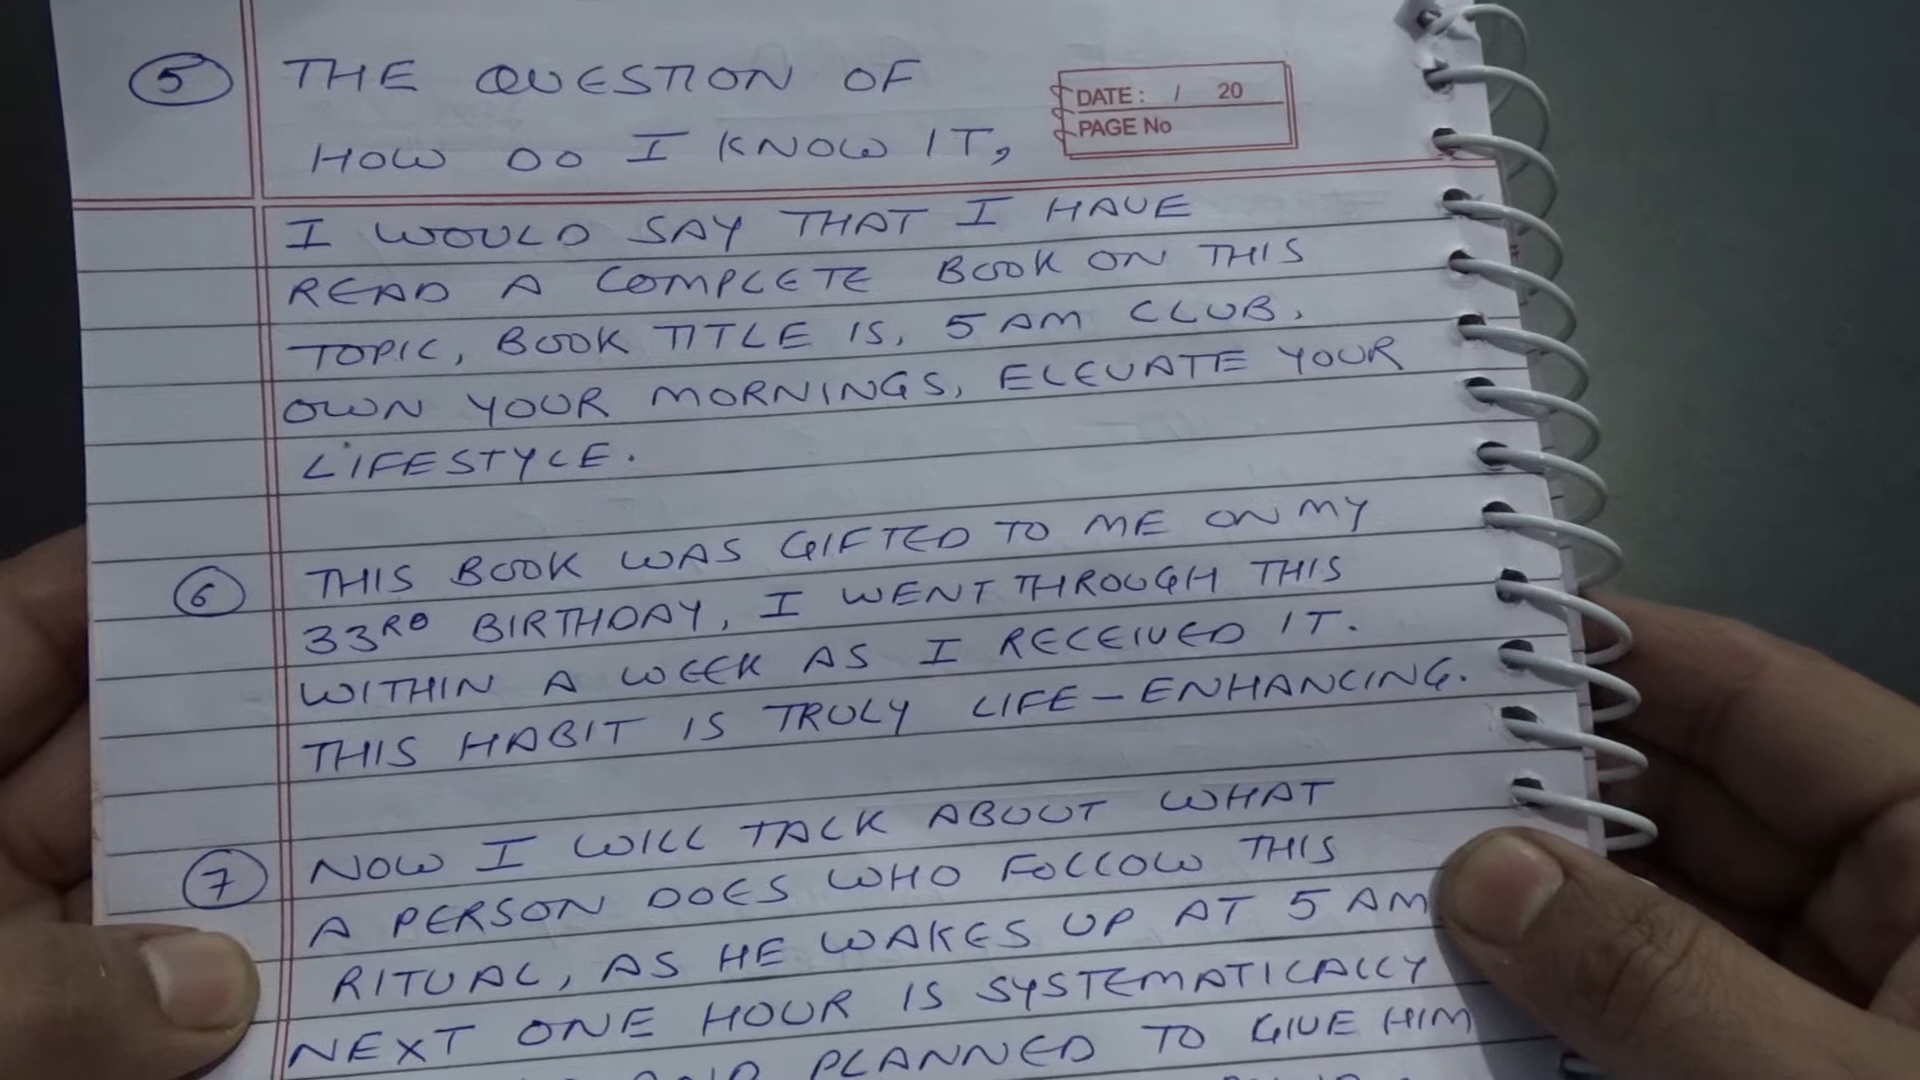 5 THE QUESTION OF
HOW DO I KNOW IT,
DATE: / 20
PAGE No
I WOULD SAY THAT I HAVE
READ A COMPLETE BOOK ON THIS
TOPIC, BOOK TITLE IS, 5 AM CLUB.
OWN YOUR MORNINGS, ELEVATE YOUR
LIFESTYLE.
6 THIS BOOK WAS GIFTED TO ME ON MY
33RD BIRTHDAY, I WENT THROUGH THIS
WITHIN A WEEK AS I RECEIVED IT.
THIS HABIT IS TRULY LIFE-ENHANCING.
7 NOW I WILL TALK ABOUT WHAT
A PERSON DOES WHO FOLLOW THIS
RITUAL, AS HE WAKES UP AT 5 AM
NEXT ONE HOUR IS SYSTEMATICALLY
AND PLANNED TO GIVE HIM